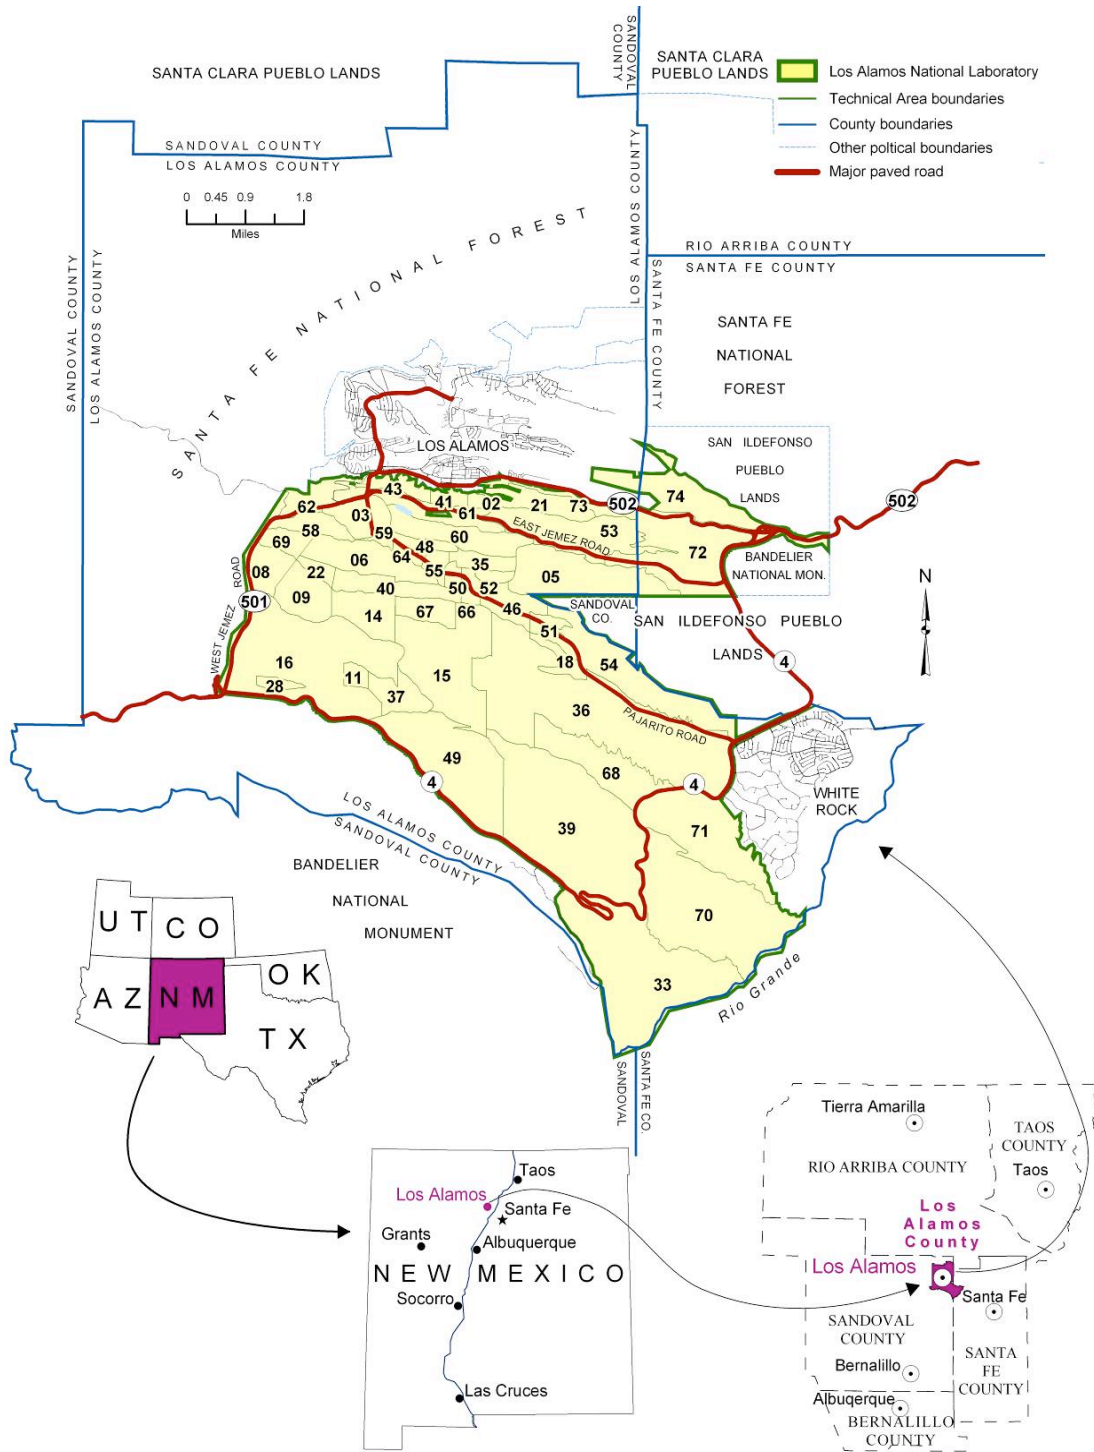 SANTA CLARA PUEBLO LANDS
SANDOVAL
COUNTY
SANTA CLARA
PUEBLO LANDS
Los Alamos National Laboratory
Technical Area boundaries
County boundaries
Other poltical boundaries
Major paved road
SANDOVAL COUNTY
LOS ALAMOS COUNTY
0 0.45 0.9 1.8
Miles
SANTA FE NATIONAL FOREST
LOS ALAMOS COUNTY
SANTA FE COUNTY
RIO ARRIBA COUNTY
SANTA FE COUNTY
SANDOVAL COUNTY
LOS ALAMOS COUNTY
SANTA FE
NATIONAL
FOREST
LOS ALAMOS
SAN ILDEFONSO
PUEBLO
LANDS
74
502
502
43
41
02
21
73
62
03
61
53
EAST JEMEZ ROAD
58
59
60
72
BANDELIER
NATIONAL MON.
69
06
64
48
35
08
22
55
05
501
09
40
50
52
WEST JEMEZ ROAD
14
67
66
46
SANDOVAL
CO.
SAN ILDEFONSO PUEBLO
LANDS
N
51
4
16
28
11
37
15
18
54
36
PAJARITO ROAD
49
4
68
4
WHITE
ROCK
39
71
LOS ALAMOS COUNTY
SANDOVAL COUNTY
BANDELIER
NATIONAL
MONUMENT
70
33
Rio Grande
SANDOVAL
SANTA FE CO.
UT
CO
AZ
NM
OK
TX
Taos
Los Alamos
Santa Fe
Grants
Albuquerque
NEW MEXICO
Socorro
Las Cruces
Tierra Amarilla
TAOS
COUNTY
RIO ARRIBA COUNTY
Taos
Los
Alamos
County
Los Alamos
Santa Fe
SANDOVAL
COUNTY
SANTA
FE
COUNTY
Bernalillo
Albuqerque
BERNALILLO
COUNTY